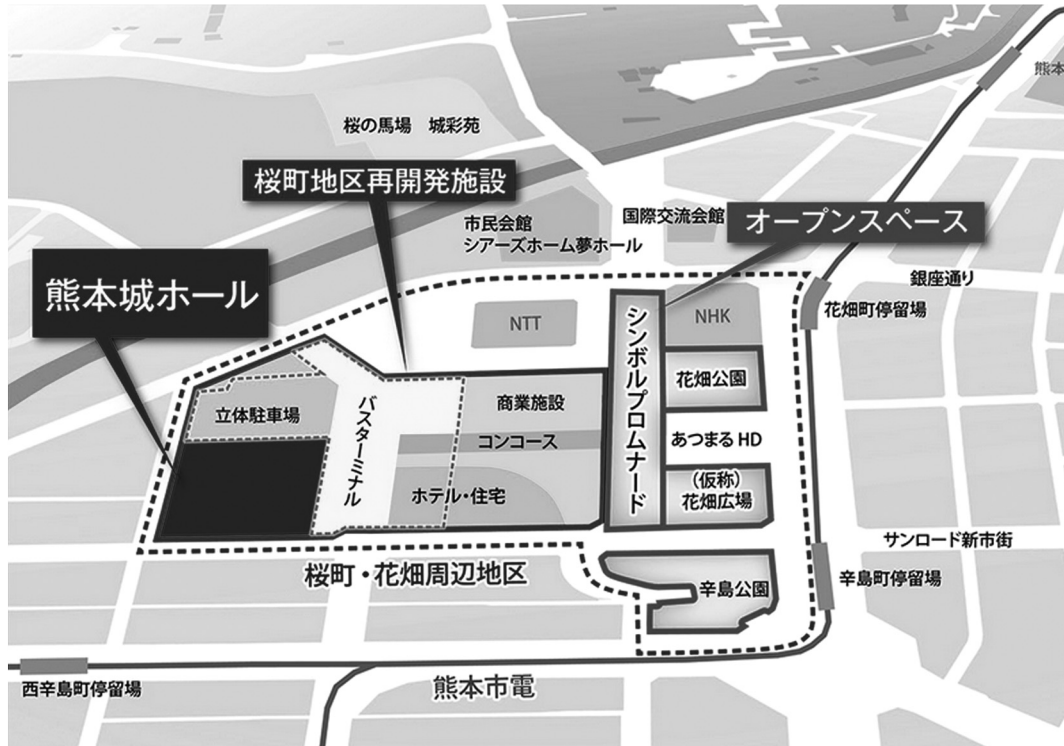 熊本
桜の馬場 城彩苑
桜町地区再開発施設
市民会館
シアーズホーム夢ホール
国際交流会館
オープンスペース
熊本城ホール
銀座通り
花畑町停留場
NTT
シンボルプロムナード
NHK
花畑公園
立体駐車場
バスターミナル
商業施設
コンコース
あつまる HD
ホテル・住宅
(仮称)
花畑広場
サンロード新市街
桜町・花畑周辺地区
辛島公園
辛島町停留場
西辛島町停留場
熊本市電